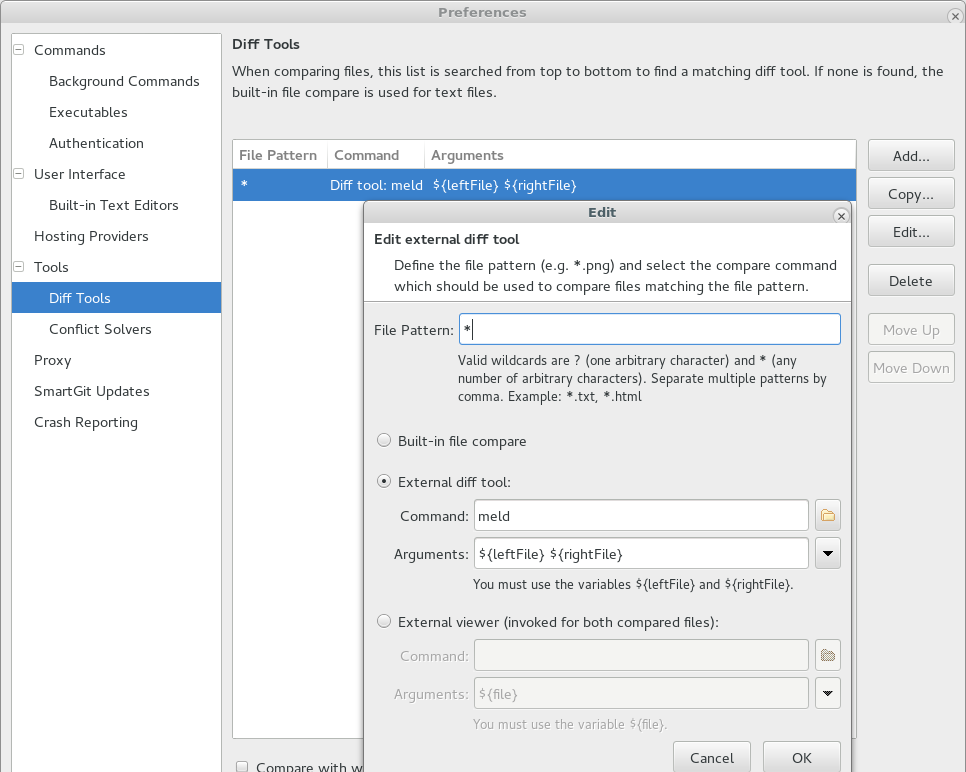 Preferences
Commands
Background Commands
Executables
Authentication
User Interface
Built-in Text Editors
Hosting Providers
Tools
Diff Tools
Conflict Solvers
Proxy
SmartGit Updates
Crash Reporting
Diff Tools
When comparing files, this list is searched from top to bottom to find a matching diff tool. If none is found, the
built-in file compare is used for text files.
File Pattern Command Arguments
* Diff tool: meld ${leftFile} ${rightFile}
Add...
Copy...
Edit...
Delete
Move Up
Move Down
Edit
Edit external diff tool
Define the file pattern (e.g. *.png) and select the compare command
which should be used to compare files matching the file pattern.
File Pattern: *
Valid wildcards are ? (one arbitrary character) and * (any
number of arbitrary characters). Separate multiple patterns by
comma. Example: *.txt, *.html
Built-in file compare
External diff tool:
Command: meld
Arguments: ${leftFile} ${rightFile}
You must use the variables ${leftFile} and ${rightFile}.
External viewer (invoked for both compared files):
Command:
Arguments: ${file}
You must use the variable ${file}.
Cancel OK
Compare with w